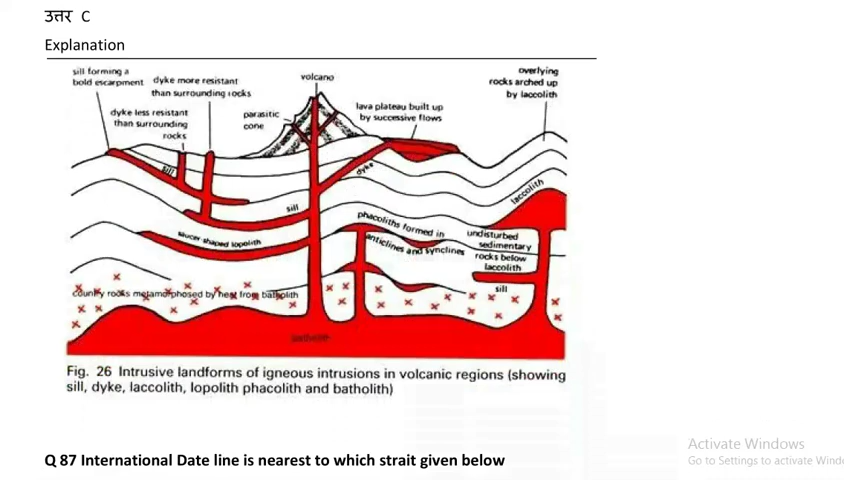 उत्तर C
Explanation
sill forming a
bold escarpment
dyke more resistant
than surrounding rocks
volcano
overlying
rocks arched up
by laccolith
dyke less resistant
than surrounding
rocks
parasitic
cone
lava plateau built up
by successive flows
sill
dyke
laccolith
sill
phacoliths formed in
anticlines and synclines
undisturbed
sedimentary
rocks below
laccolith
saucer shaped lopolith
sill
country rocks metamorphosed by heat from batholith
batholith
Fig. 26 Intrusive landforms of igneous intrusions in volcanic regions (showing
sill, dyke, laccolith, lopolith phacolith and batholith)
Q 87 International Date line is nearest to which strait given below
Activate Windows
Go to Settings to activate Windo